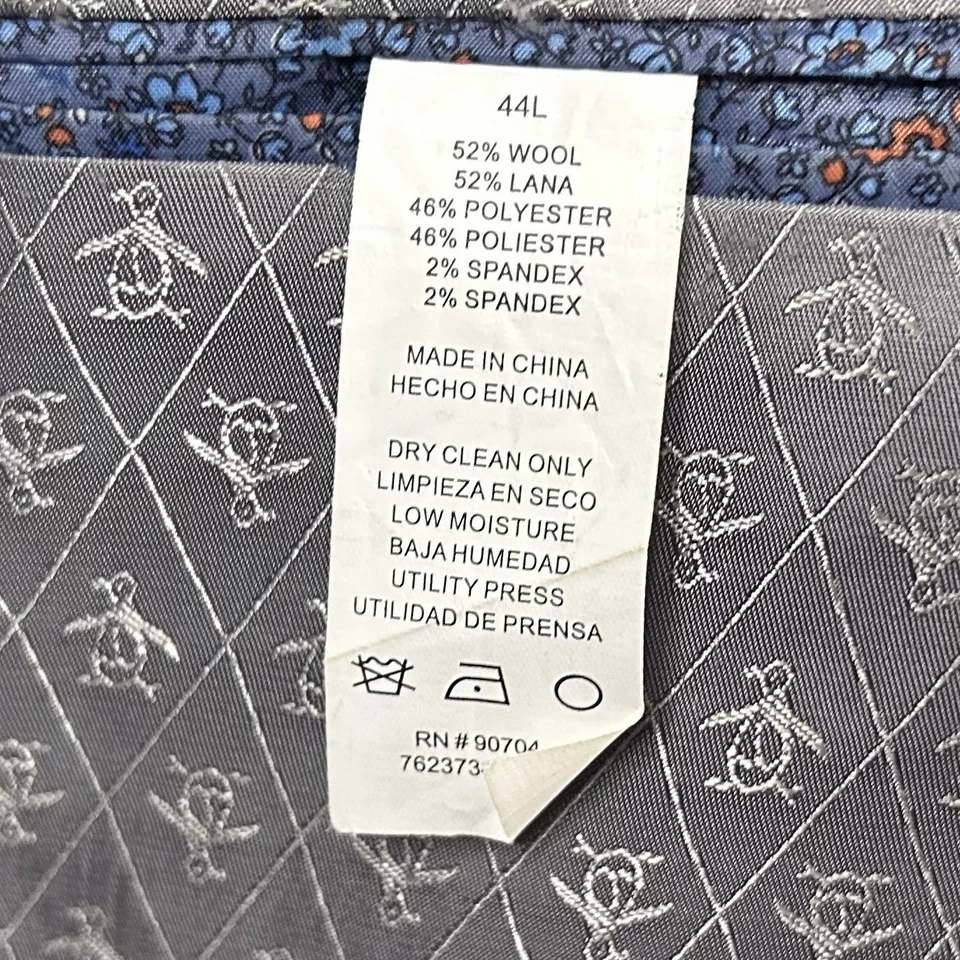 44L
52% WOOL
52% LANA
46% POLYESTER
46% POLIESTER
2% SPANDEX
2% SPANDEX
MADE IN CHINA
HECHO EN CHINA
DRY CLEAN ONLY
LIMPIEZA EN SECO
LOW MOISTURE
BAJA HUMEDAD
UTILITY PRESS
UTILIDAD DE PRENSA
RN # 90704